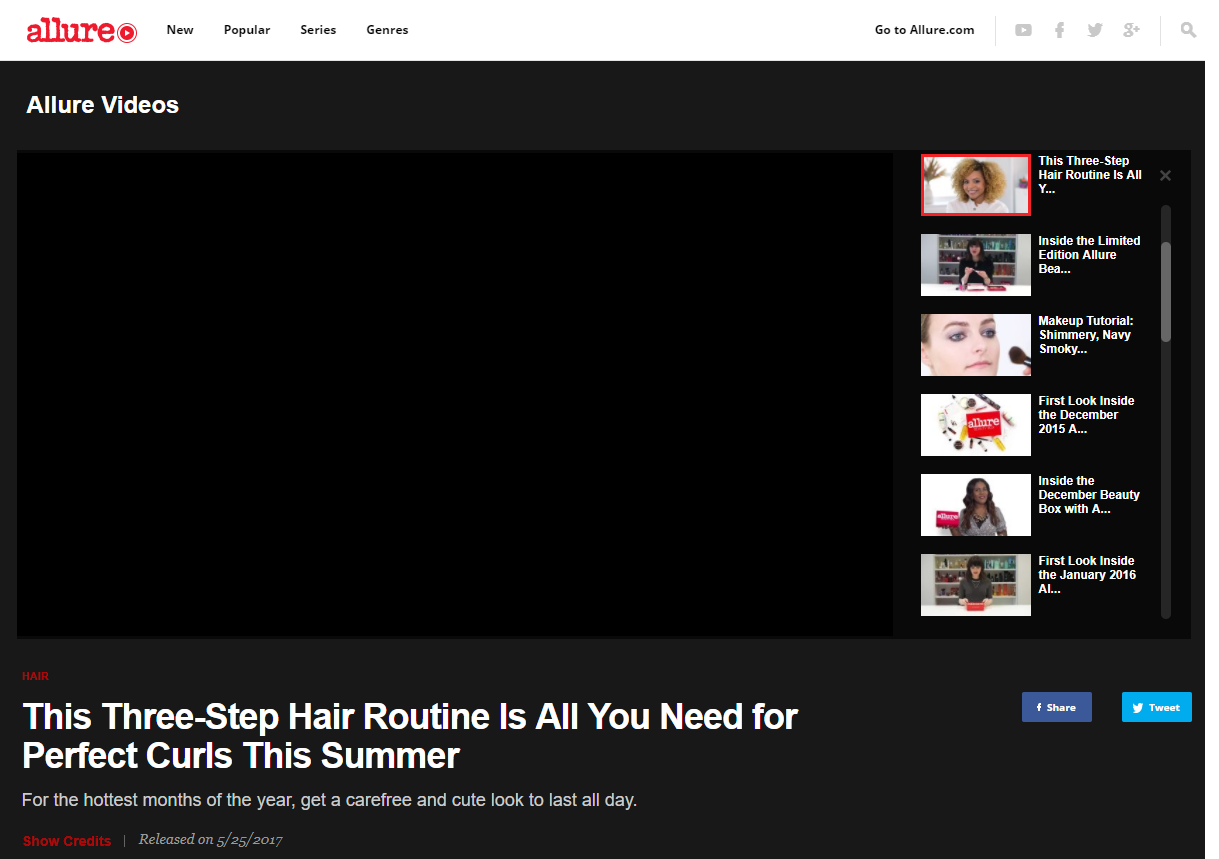 allure
New Popular Series Genres Go to Allure.com
Allure Videos
This Three-Step
Hair Routine Is All
Y...
Inside the Limited
Edition Allure
Bea...
Makeup Tutorial:
Shimmery, Navy
Smoky...
First Look Inside
the December
2015 A...
allure
Inside the
December Beauty
Box with A...
allure
First Look Inside
the January 2016
Al...
HAIR
This Three-Step Hair Routine Is All You Need for
Perfect Curls This Summer
Share Tweet
For the hottest months of the year, get a carefree and cute look to last all day.
Show Credits | Released on 5/25/2017